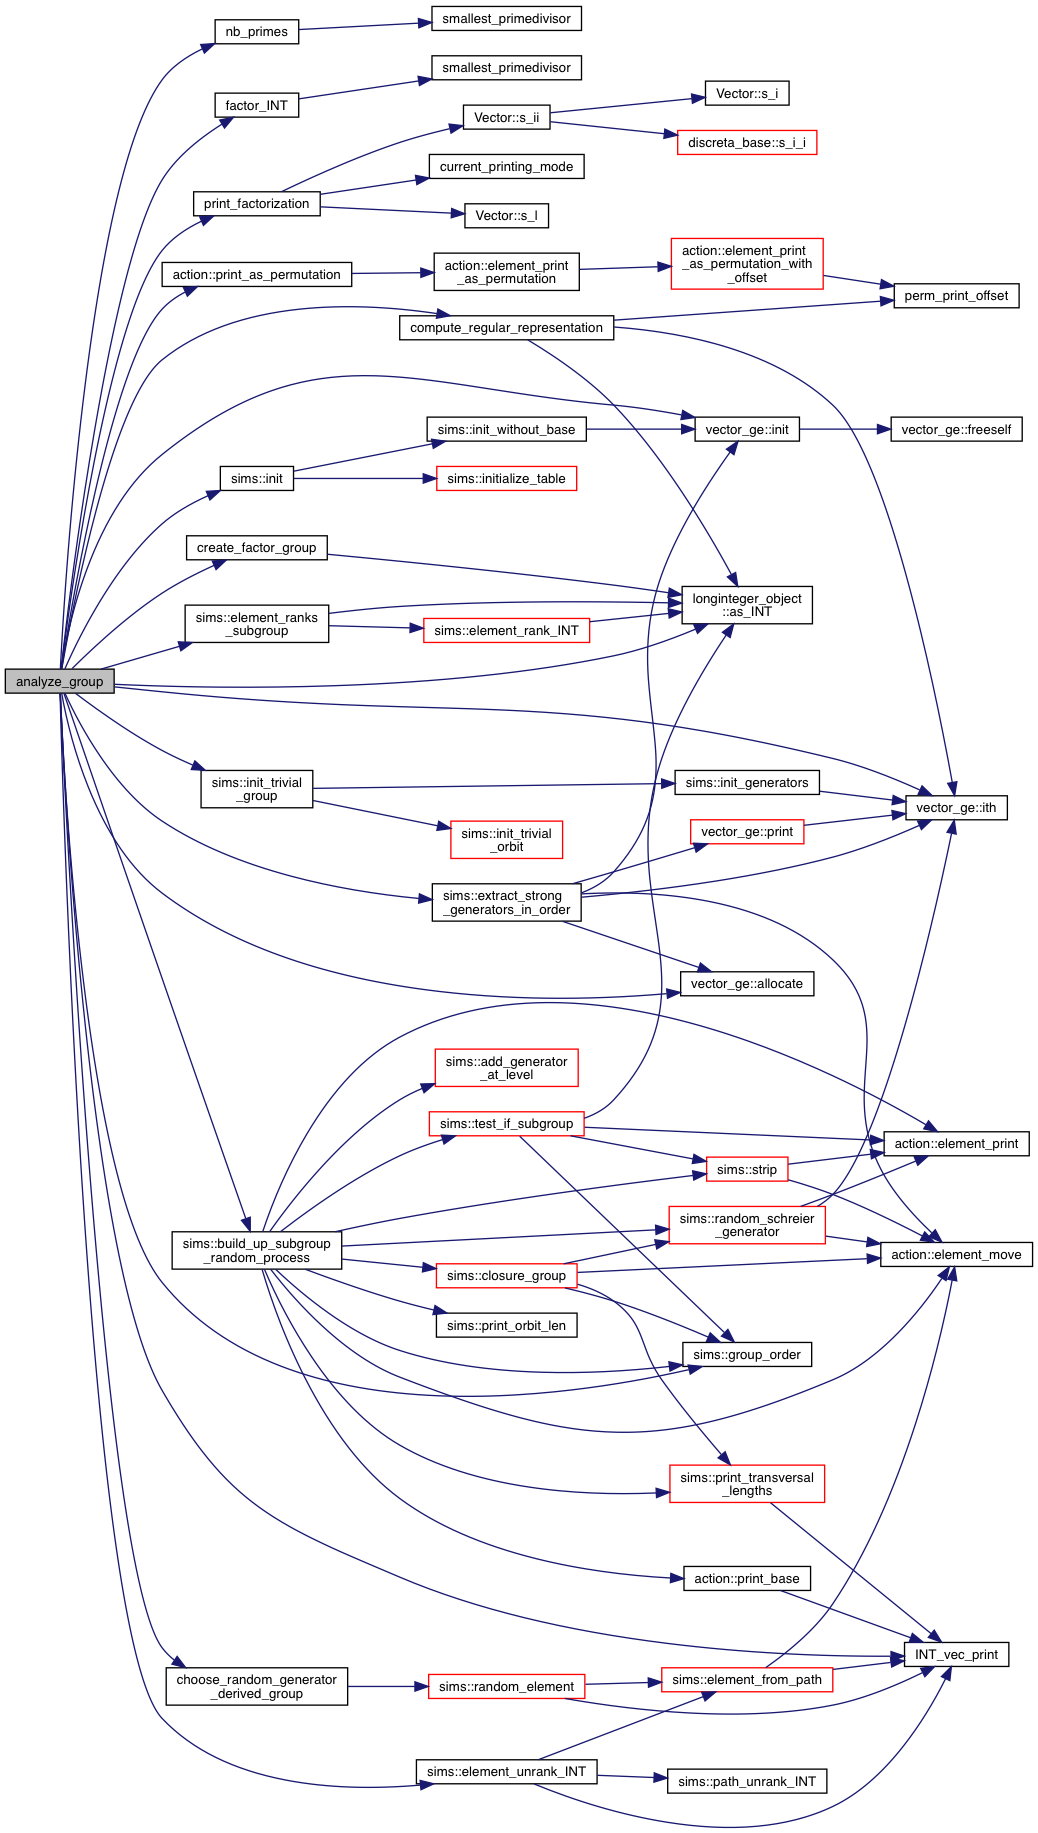 nb_primes
smallest_primedivisor
factor_INT
smallest_primedivisor
Vector::s_ii
Vector::s_i
discreta_base::s_i_i
print_factorization
current_printing_mode
Vector::s_l
action::print_as_permutation
action::element_print
_as_permutation
action::element_print
_as_permutation_with
_offset
perm_print_offset
compute_regular_representation
sims::init_without_base
vector_ge::init
vector_ge::freeself
sims::init
sims::initialize_table
create_factor_group
longinteger_object
::as_INT
sims::element_ranks
_subgroup
sims::element_rank_INT
analyze_group
sims::init_trivial
_group
sims::init_generators
vector_ge::ith
sims::init_trivial
_orbit
vector_ge::print
sims::extract_strong
_generators_in_order
vector_ge::allocate
sims::add_generator
_at_level
sims::test_if_subgroup
action::element_print
sims::strip
sims::random_schreier
_generator
sims::build_up_subgroup
_random_process
action::element_move
sims::closure_group
sims::print_orbit_len
sims::group_order
sims::print_transversal
_lengths
action::print_base
INT_vec_print
choose_random_generator
_derived_group
sims::random_element
sims::element_from_path
sims::element_unrank_INT
sims::path_unrank_INT